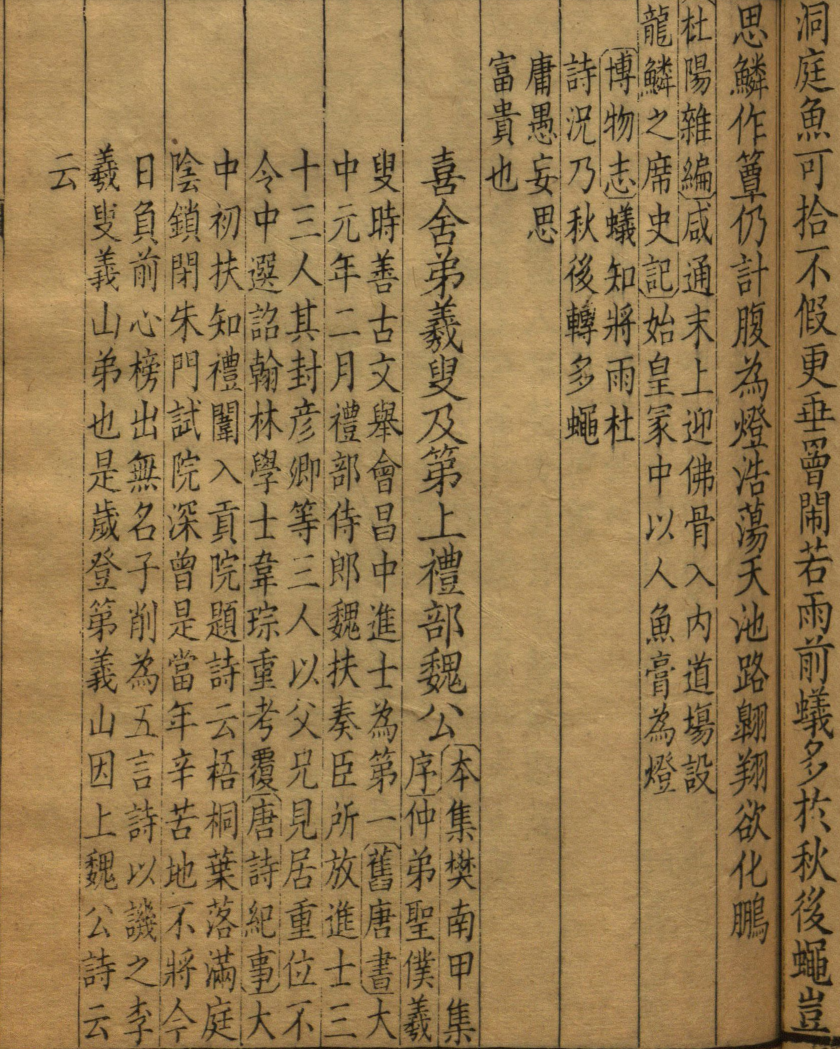 洞庭魚可拾不假更垂罾閙若雨前蟻多於秋後蠅豈
思鱗作簟仍計腹為燈浩蕩天池路翱翔欲化鵬
杜陽雜編咸通末上迎佛骨入内道塲設
龍鱗之席史記始皇冡中以人魚膏為燈
博物志蟻知將雨杜
詩況乃秋後轉多蠅
庸愚妄思
富貴也
喜舍弟羲叟及第上禮部魏公
本集樊南甲集
序仲弟聖僕羲
叟時善古文舉會昌中進士為第一舊唐書大
中元年二月禮部侍郎魏扶奏臣所放進士三
十三人其封彦卿等三人以父兄見居重位不
令中選詔翰林學士韋琮重考覆唐詩紀事大
中初扶知禮闈入貢院題詩云梧桐葉落滿庭
陰鎖閉朱門試院深曾是當年辛苦地不將今
日負前心榜出無名子削為五言詩以譏之李
羲叟義山弟也是歲登第義山因上魏公詩云
云